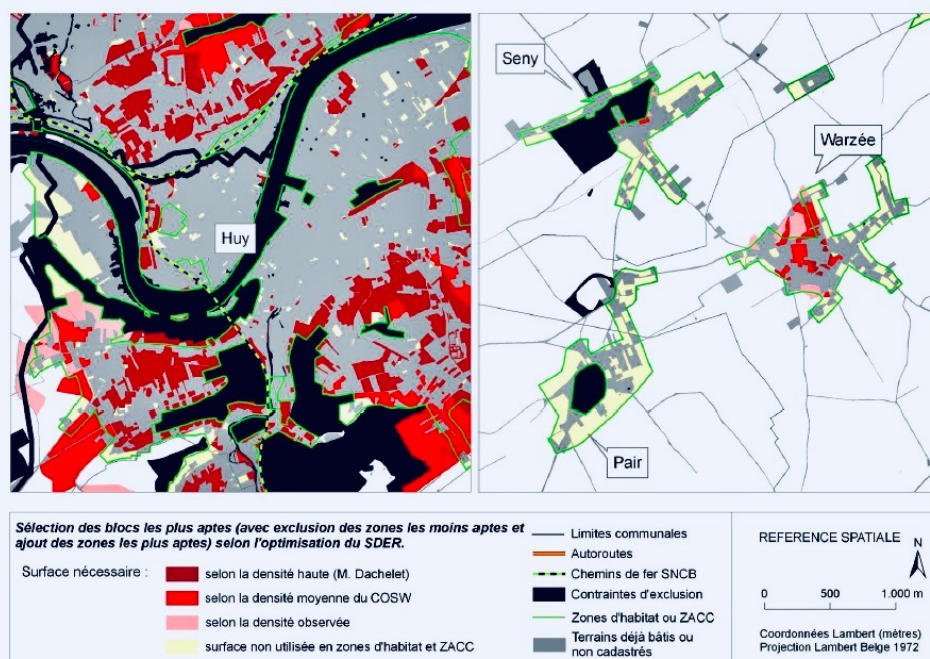 Seny
Warzée
Huy
Pair
Sélection des blocs les plus aptes (avec exclusion des zones les moins aptes et
ajout des zones les plus aptes) selon l'optimisation du SDER.
Surface nécessaire :
selon la densité haute (M. Dachelet)
selon la densité moyenne du COSW
selon la densité observée
surface non utilisée en zones d'habitat et ZACC
Limites communales
Autoroutes
Chemins de fer SNCB
Contraintes d'exclusion
Zones d'habitat ou ZACC
Terrains déjà bâtis ou
non cadastrés
REFERENCE SPATIALE
N
0 500 1.000 m
Coordonnées Lambert (mètres)
Projection Lambert Belge 1972